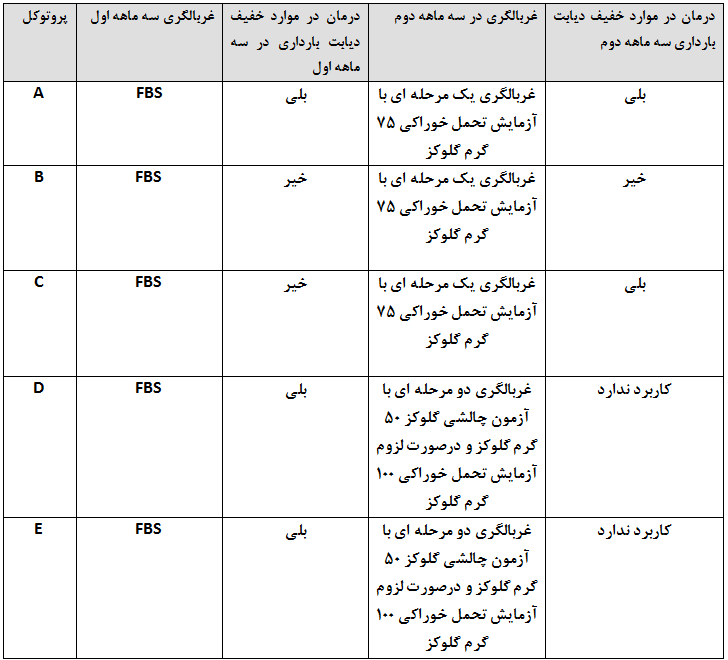 پروتوکل
غربالگری سه ماهه اول
درمان در موارد خفیف
دیابت بارداری در سه
ماهه اول
غربالگری در سه ماهه دوم
درمان در موارد خفیف دیابت
بارداری سه ماهه دوم
A
FBS
بلی
غربالگری یک مرحله ای با
آزمایش تحمل خوراکی ۷۵
گرم گلوکز
بلی
B
FBS
خیر
غربالگری یک مرحله ای با
آزمایش تحمل خوراکی ۷۵
گرم گلوکز
خیر
C
FBS
خیر
غربالگری یک مرحله ای با
آزمایش تحمل خوراکی ۷۵
گرم گلوکز
بلی
D
FBS
بلی
غربالگری دو مرحله ای با
آزمون چالشی گلوکز ۵۰
گرم گلوکز و درصورت لزوم
آزمایش تحمل خوراکی ۱۰۰
گرم گلوکز
کاربرد ندارد
E
FBS
بلی
غربالگری دو مرحله ای با
آزمون چالشی گلوکز ۵۰
گرم گلوکز و درصورت لزوم
آزمایش تحمل خوراکی ۱۰۰
گرم گلوکز
کاربرد ندارد